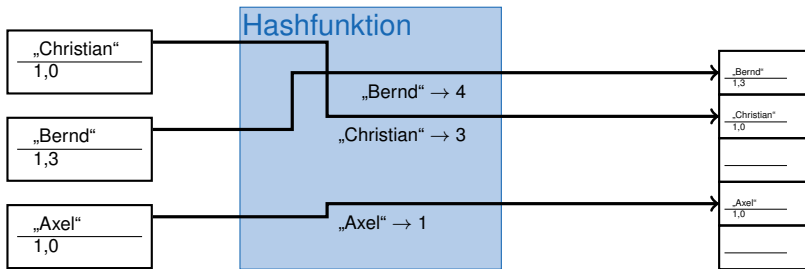 Hashfunktion
„Christian“
1,0
„Bernd“
1,3
„Axel“
1,0
„Bernd“ → 4
„Christian“ → 3
„Axel“ → 1
„Bernd“
1,3
„Christian“
1,0
„Axel“
1,0